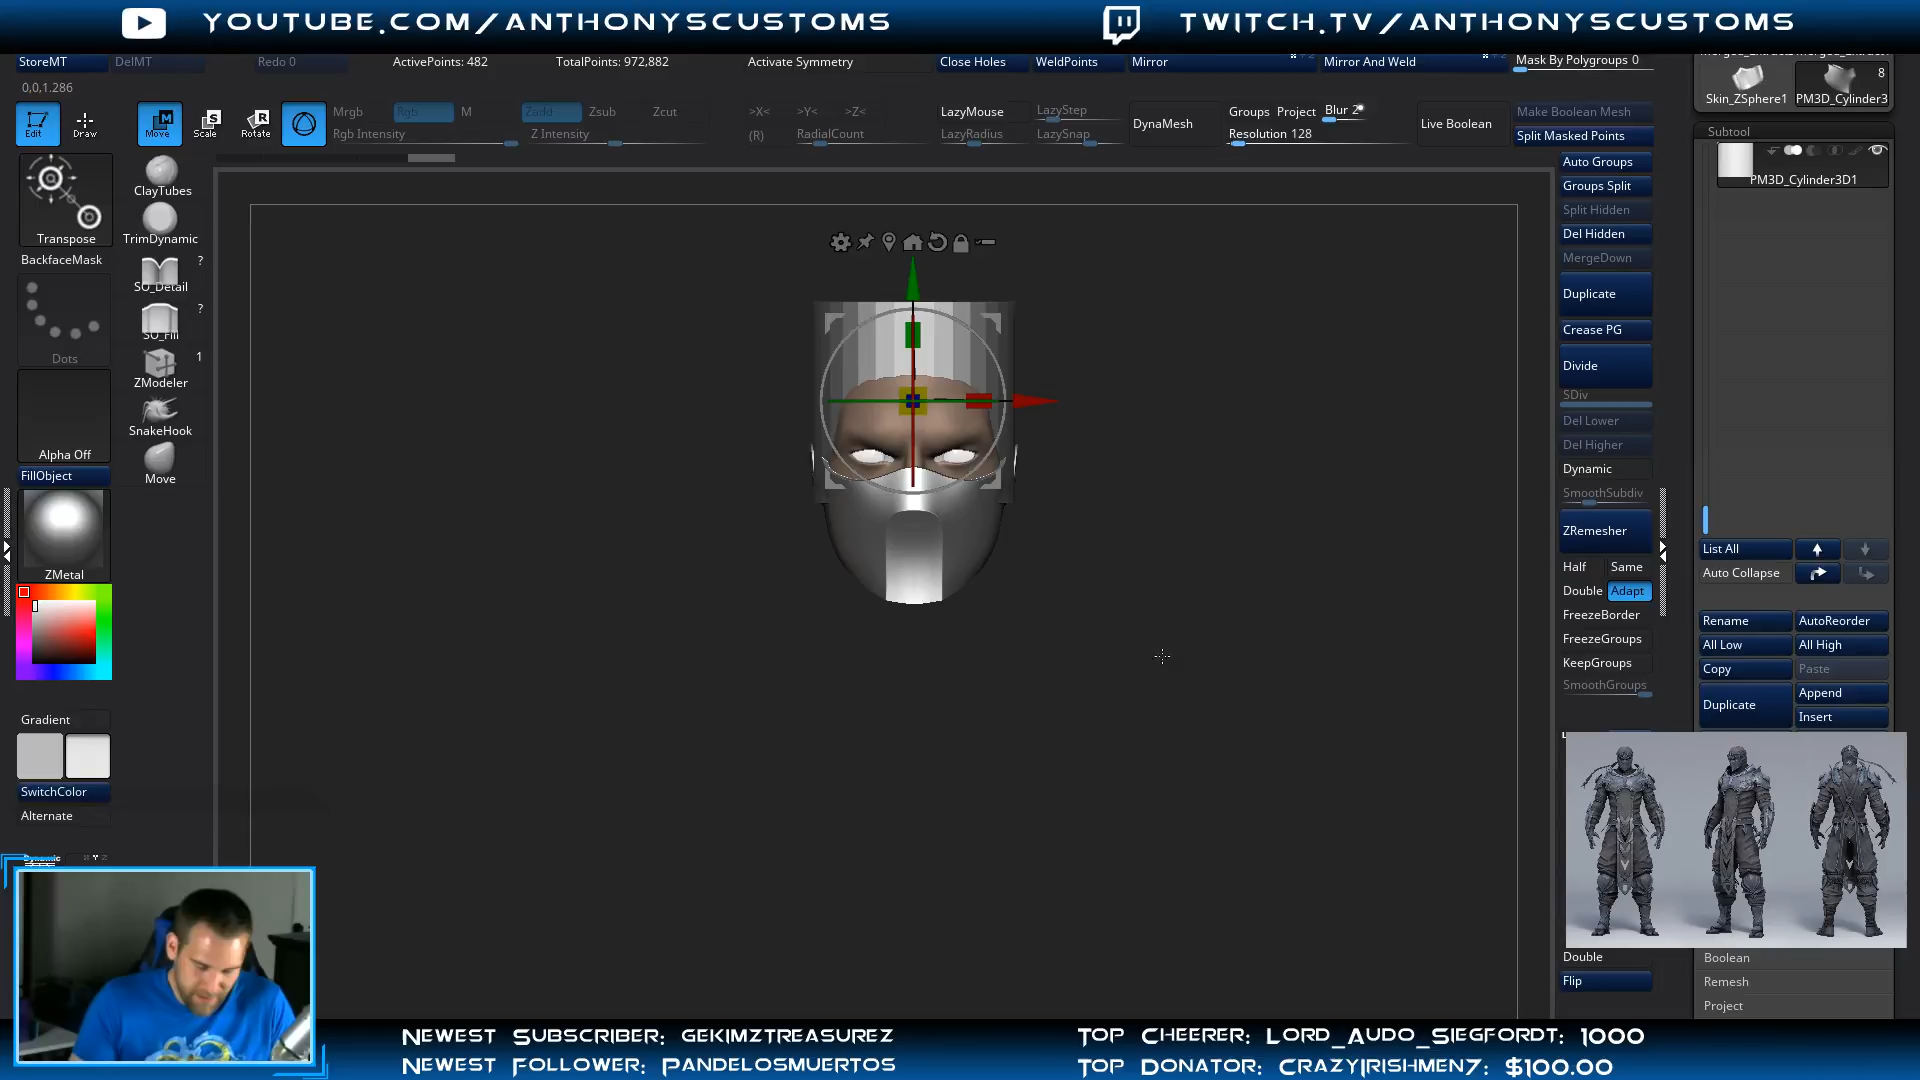 YOUTUBE.COM/ANTHONYSCUSTOMS
TWITCH.TV/ANTHONYSCUSTOMS
StoreMT DelMT Redo 0 ActivePoints: 482 TotalPoints: 972,882 Activate Symmetry Close Holes WeldPoints Mirror Mirror And Weld Mask By Polygroups 0
0,0,1.286
Edit Draw Move Scale Rotate
Mrgb Rgb M Zadd Zsub Zcut >X< >Y< >Z< LazyMouse LazyStep Groups Project Blur 2 Make Boolean Mesh
Rgb Intensity Z Intensity (R) RadialCount LazyRadius LazySnap DynaMesh Resolution 128 Live Boolean Split Masked Points
Skin_ZSphere1 PM3D_Cylinder3 8
Subtool
PM3D_Cylinder3D1
Transpose
BackfaceMask
Dots
Alpha Off
FillObject
ZMetal
Gradient
SwitchColor
Alternate
Dynamic
ClayTubes
TrimDynamic
?
SO_Detail
?
SO_Fill
1
ZModeler
SnakeHook
Move
Auto Groups
Groups Split
Split Hidden
Del Hidden
MergeDown
Duplicate
Crease PG
Divide
SDiv
Del Lower
Del Higher
Dynamic
SmoothSubdiv
ZRemesher
Half Same
Double Adapt
FreezeBorder
FreezeGroups
KeepGroups
SmoothGroups
Double
Flip
List All
Auto Collapse
Rename AutoReorder
All Low All High
Copy Paste
Duplicate Append
Insert
Boolean
Remesh
Project
Newest Subscriber: gekimztreasurez
Newest Follower: Pandelosmuertos
Top Cheerer: Lord_Audo_Siegfordt: 1000
Top Donator: CrazyIrishmen7: $100.00